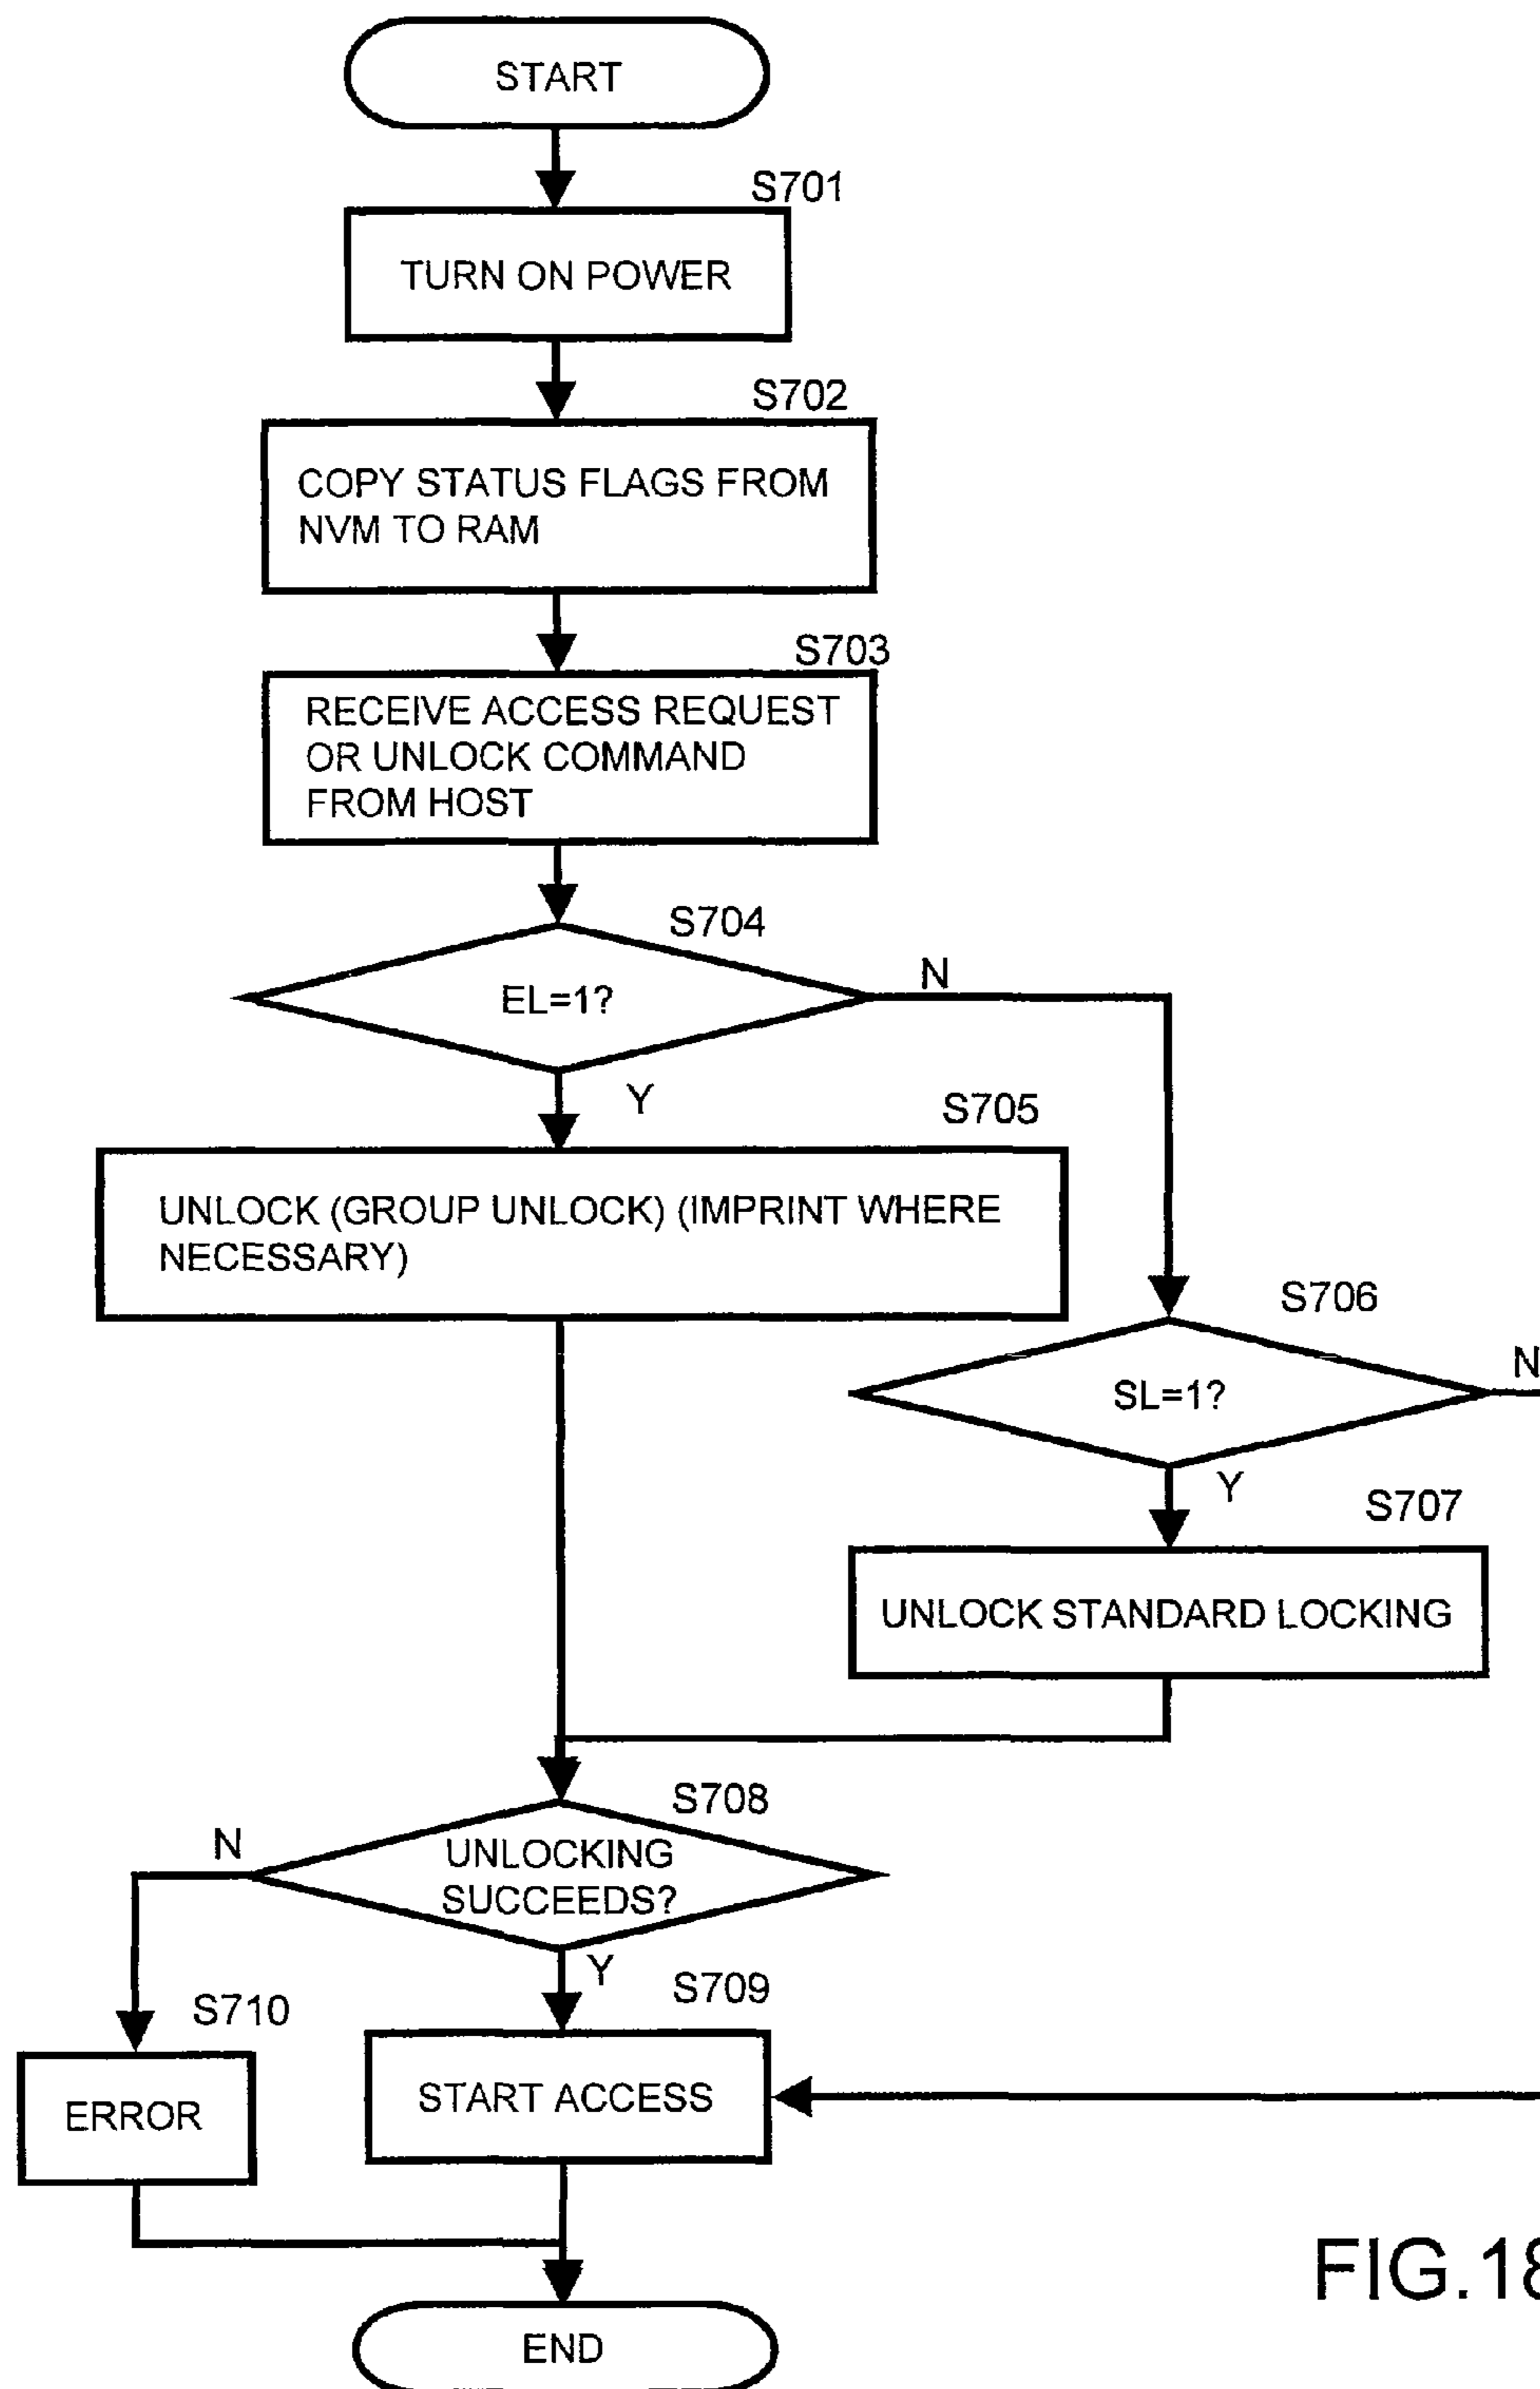 START
S701
TURN ON POWER
S702
COPY STATUS FLAGS FROM
NVM TO RAM
S703
RECEIVE ACCESS REQUEST
OR UNLOCK COMMAND
FROM HOST
S704
EL=1?
N
Y
S705
UNLOCK (GROUP UNLOCK) (IMPRINT WHERE
NECESSARY)
S706
SL=1?
N
Y
S707
UNLOCK STANDARD LOCKING
S708
UNLOCKING
SUCCEEDS?
N
Y
S709
START ACCESS
S710
ERROR
END
FIG.18